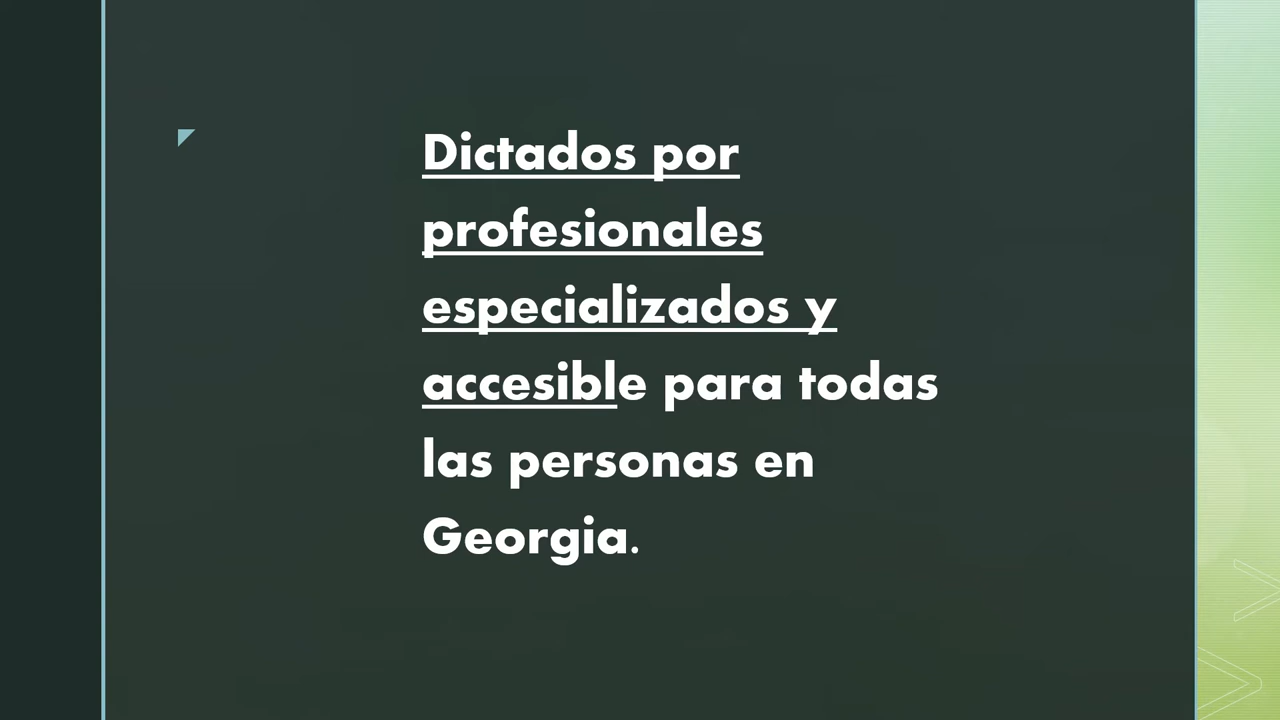 Dictados por
profesionales
especializados y
accesible para todas
las personas en
Georgia.